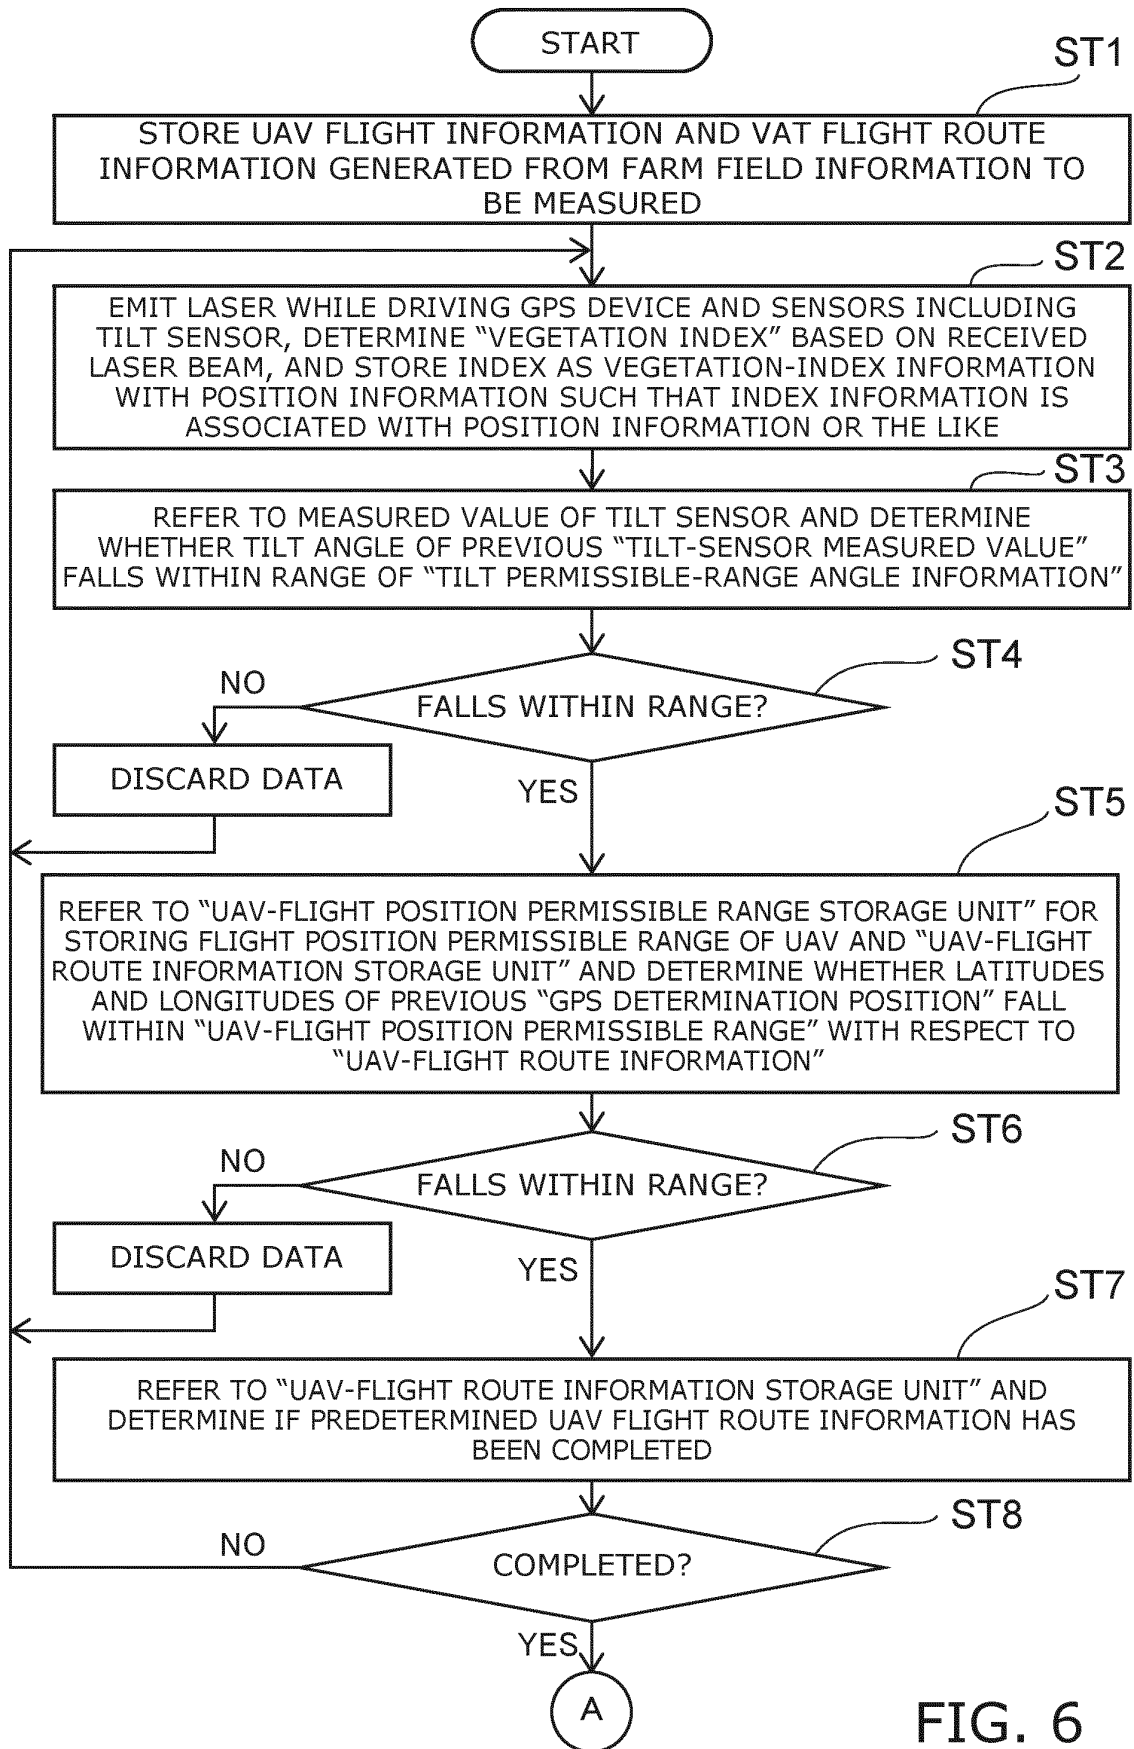 START
ST1
STORE UAV FLIGHT INFORMATION AND VAT FLIGHT ROUTE
INFORMATION GENERATED FROM FARM FIELD INFORMATION TO
BE MEASURED
ST2
EMIT LASER WHILE DRIVING GPS DEVICE AND SENSORS INCLUDING
TILT SENSOR, DETERMINE “VEGETATION INDEX” BASED ON RECEIVED
LASER BEAM, AND STORE INDEX AS VEGETATION-INDEX INFORMATION
WITH POSITION INFORMATION SUCH THAT INDEX INFORMATION IS
ASSOCIATED WITH POSITION INFORMATION OR THE LIKE
ST3
REFER TO MEASURED VALUE OF TILT SENSOR AND DETERMINE
WHETHER TILT ANGLE OF PREVIOUS “TILT-SENSOR MEASURED VALUE”
FALLS WITHIN RANGE OF “TILT PERMISSIBLE-RANGE ANGLE INFORMATION”
ST4
NO
FALLS WITHIN RANGE?
DISCARD DATA
YES
ST5
REFER TO “UAV-FLIGHT POSITION PERMISSIBLE RANGE STORAGE UNIT” FOR
STORING FLIGHT POSITION PERMISSIBLE RANGE OF UAV AND “UAV-FLIGHT
ROUTE INFORMATION STORAGE UNIT” AND DETERMINE WHETHER LATITUDES
AND LONGITUDES OF PREVIOUS “GPS DETERMINATION POSITION” FALL
WITHIN “UAV-FLIGHT POSITION PERMISSIBLE RANGE” WITH RESPECT TO
“UAV-FLIGHT ROUTE INFORMATION”
ST6
NO
FALLS WITHIN RANGE?
DISCARD DATA
YES
ST7
REFER TO “UAV-FLIGHT ROUTE INFORMATION STORAGE UNIT” AND
DETERMINE IF PREDETERMINED UAV FLIGHT ROUTE INFORMATION HAS
BEEN COMPLETED
ST8
NO
COMPLETED?
YES
A
FIG. 6